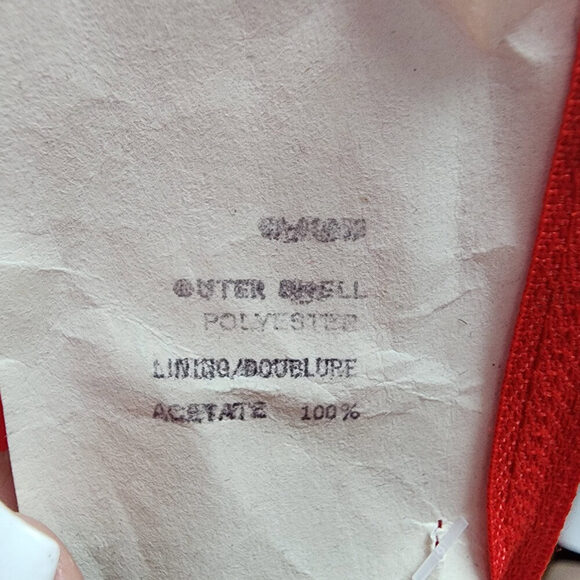 OUTER SHELL
POLYESTER
LINING/DOUBLURE
ACETATE 100%